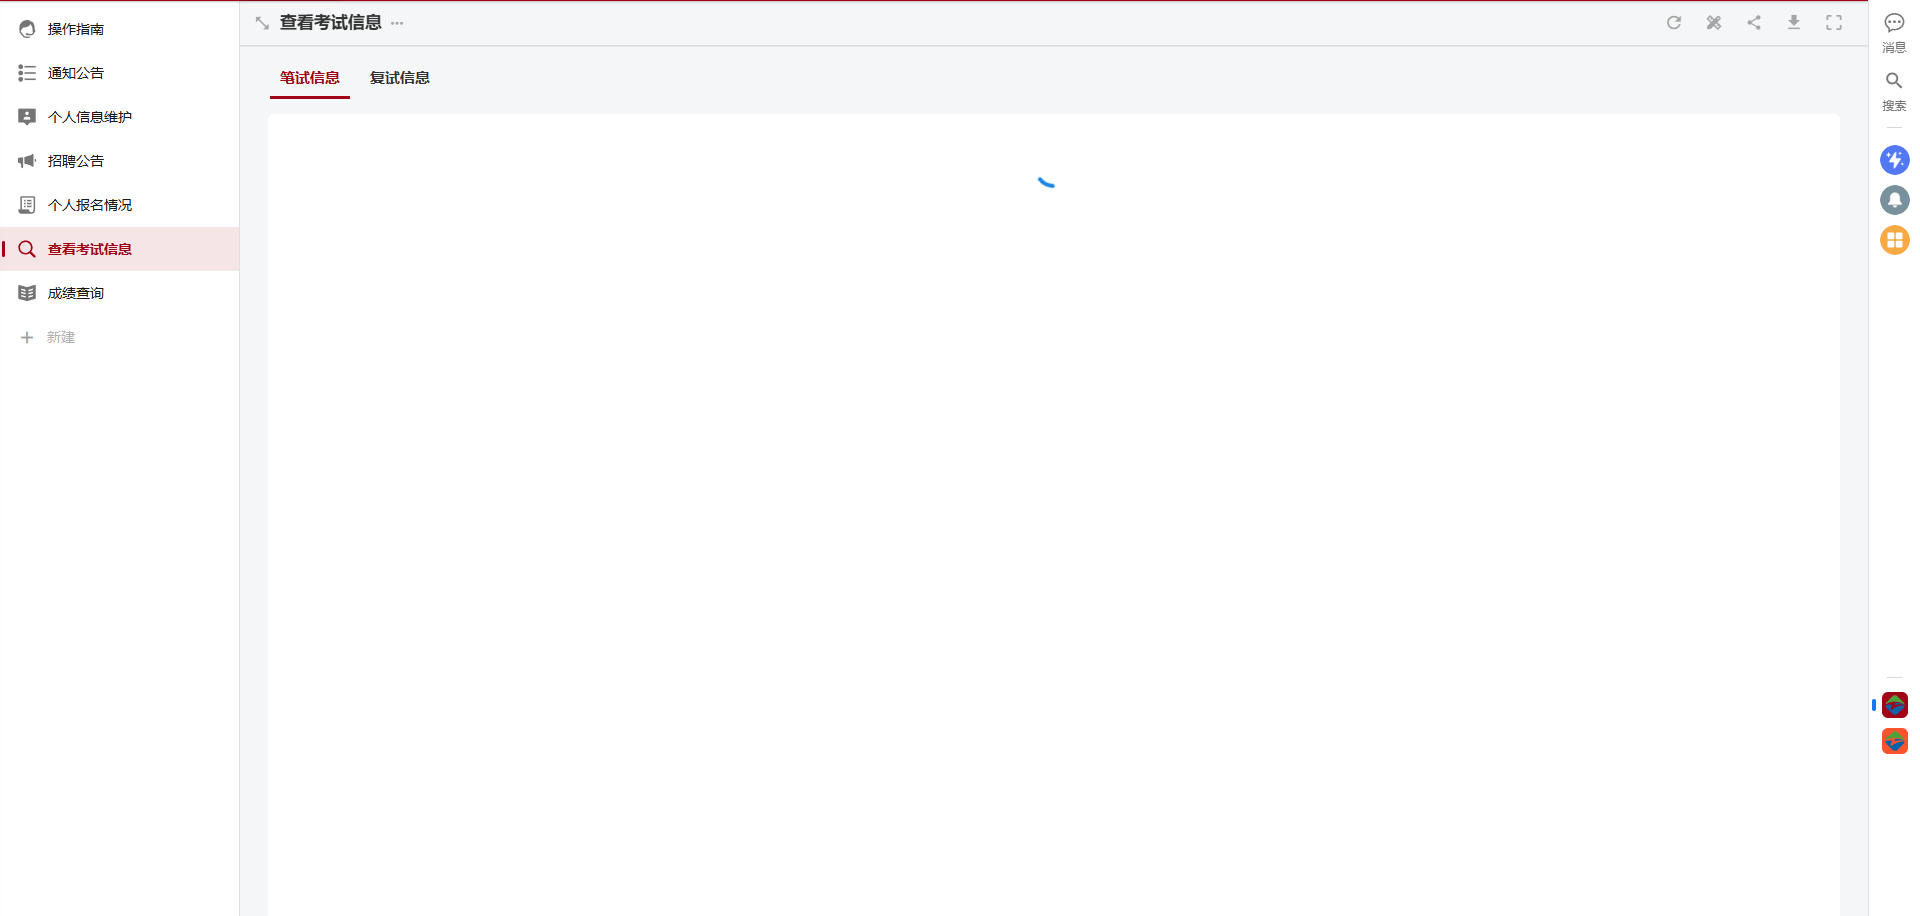 操作指南
通知公告
个人信息维护
招聘公告
个人报名情况
查看考试信息
成绩查询
新建
查看考试信息
笔试信息
复试信息
消息
搜索